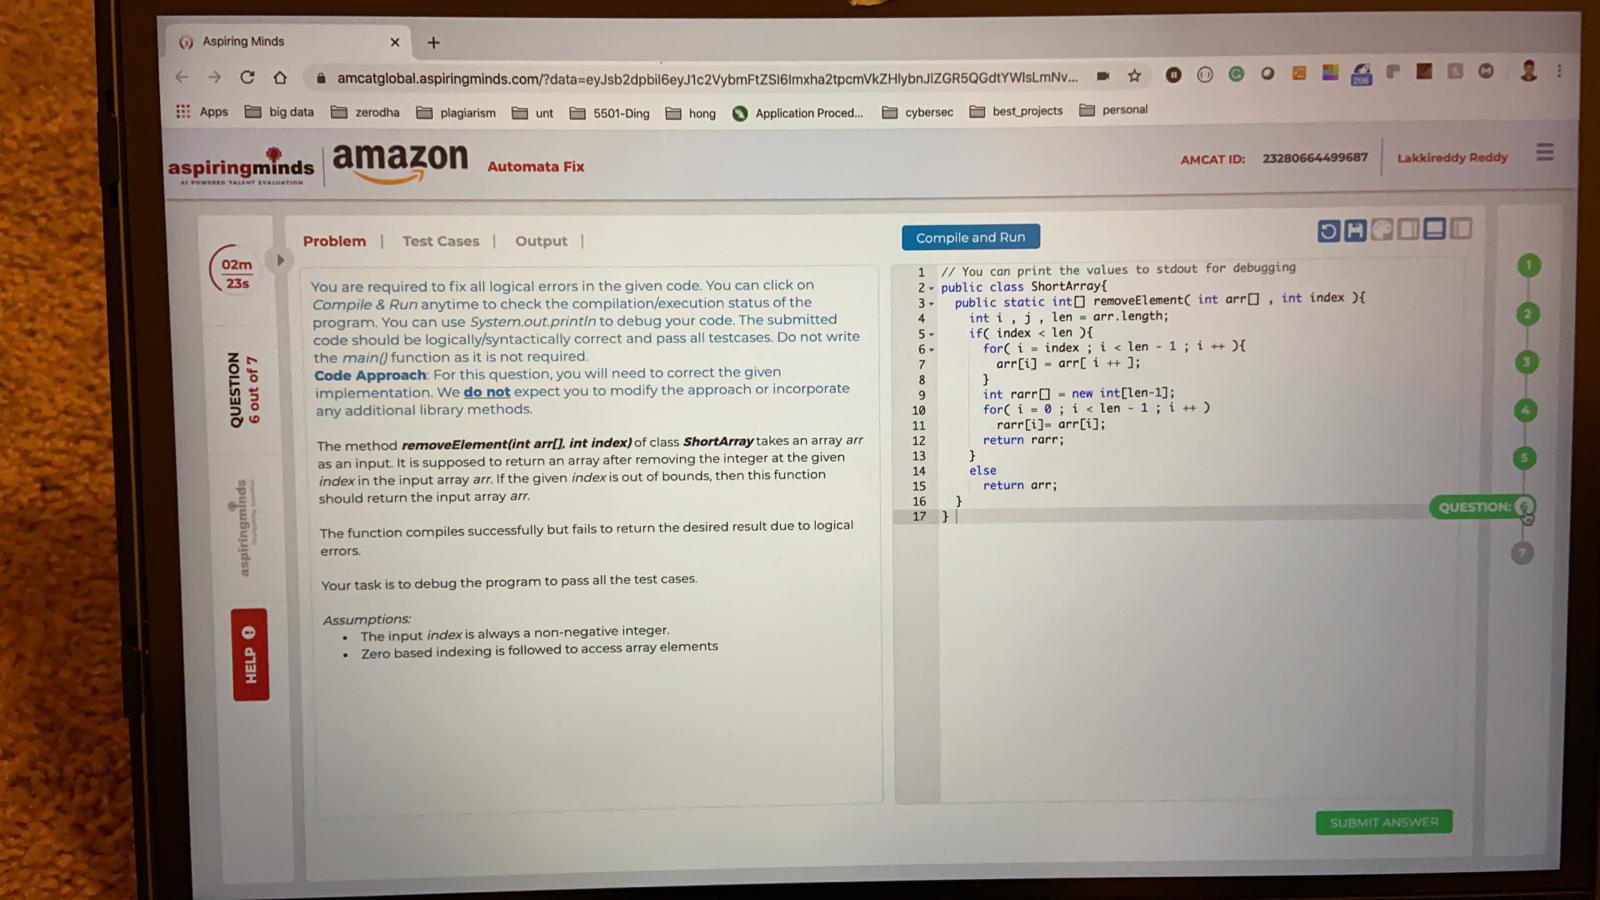 Aspiring Minds
amcatglobal.aspiringminds.com/?data=
Apps big data zerodha plagiarism unt 5501-Ding hong Application Proced... cybersec best_projects personal
aspiringminds
AI POWERED TALENT EVALUATION
amazon
Automata Fix
AMCAT ID: 23280664499687
Lakkireddy Reddy
02m
23s
QUESTION
6 out of 7
aspiringminds
HELP
Problem | Test Cases | Output |
You are required to fix all logical errors in the given code. You can click on
Compile & Run anytime to check the compilation/execution status of the
program. You can use System.out.println to debug your code. The submitted
code should be logically/syntactically correct and pass all testcases. Do not write
the main() function as it is not required.
Code Approach: For this question, you will need to correct the given
implementation. We do not expect you to modify the approach or incorporate
any additional library methods.
The method removeElement(int arr[], int index) of class ShortArray takes an array arr
as an input. It is supposed to return an array after removing the integer at the given
index in the input array arr. If the given index is out of bounds, then this function
should return the input array arr.
The function compiles successfully but fails to return the desired result due to logical
errors.
Your task is to debug the program to pass all the test cases.
Assumptions:
• The input index is always a non-negative integer.
• Zero based indexing is followed to access array elements
Compile and Run
1 // You can print the values to stdout for debugging
2 public class ShortArray{
3 public static int[] removeElement( int arr[] , int index ){
4 int i , j , len = arr.length;
5 if( index < len ){
6 for( i = index ; i < len - 1 ; i ++ ){
7 arr[i] = arr[ i ++ ];
8 }
9 int rarr[] = new int[len-1];
10 for( i = 0 ; i < len - 1 ; i ++ )
11 rarr[i]= arr[i];
12 return rarr;
13 }
14 else
15 return arr;
16 }
17 }
1
2
3
4
5
QUESTION:
7
SUBMIT ANSWER